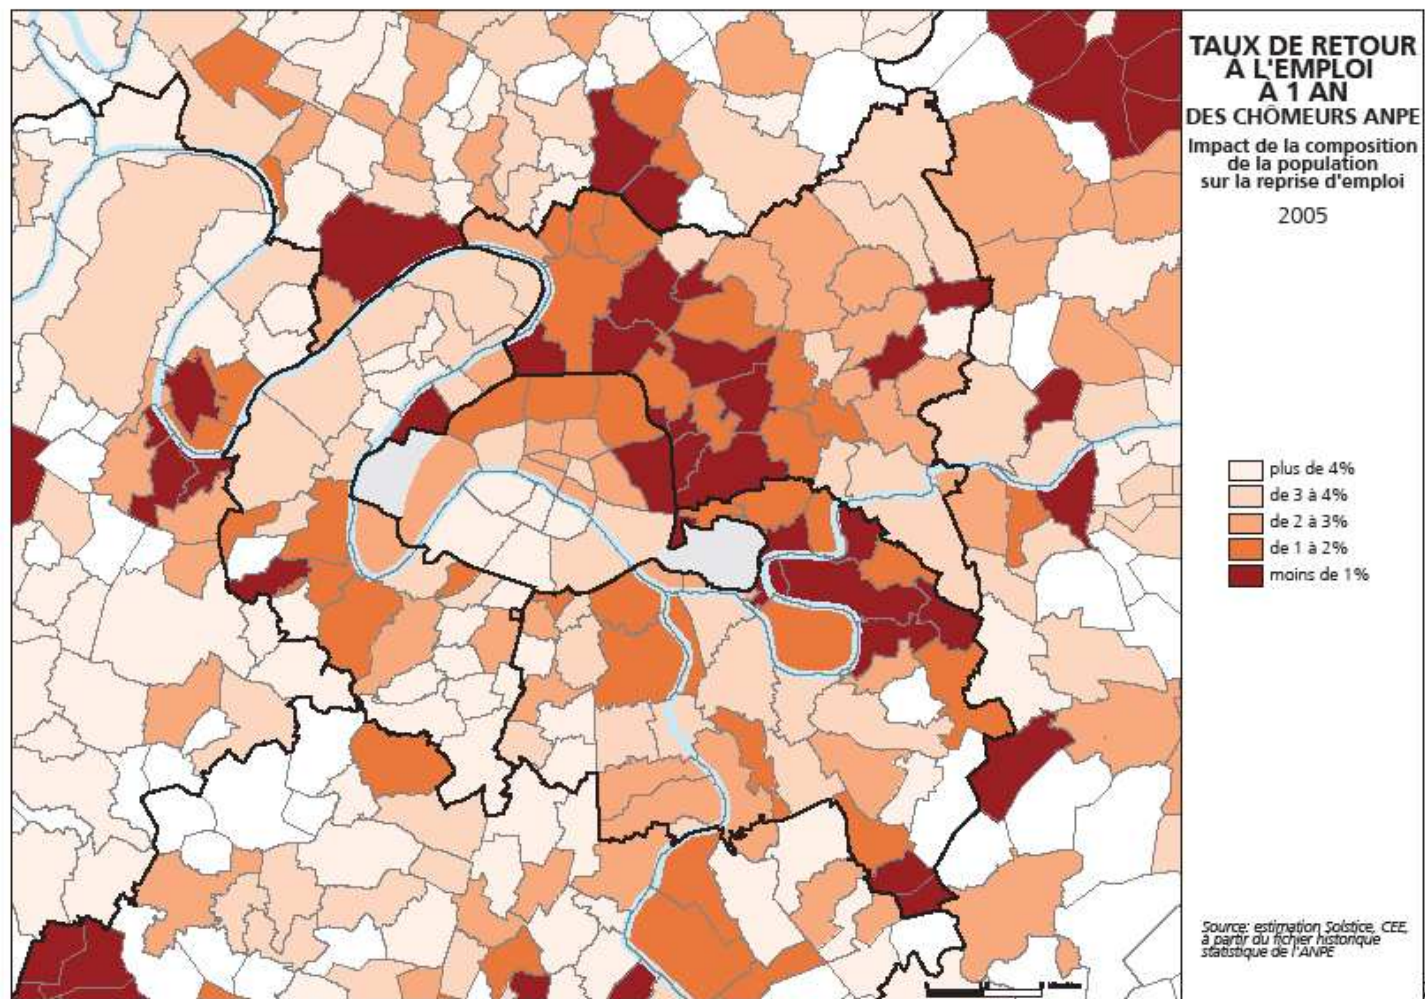 TAUX DE RETOUR
À L'EMPLOI
À 1 AN
DES CHÔMEURS ANPE
Impact de la composition
de la population
sur la reprise d'emploi
2005
plus de 4%
de 3 à 4%
de 2 à 3%
de 1 à 2%
moins de 1%
Source: estimation Solstice, CEE,
à partir du fichier historique
statistique de l'ANPE